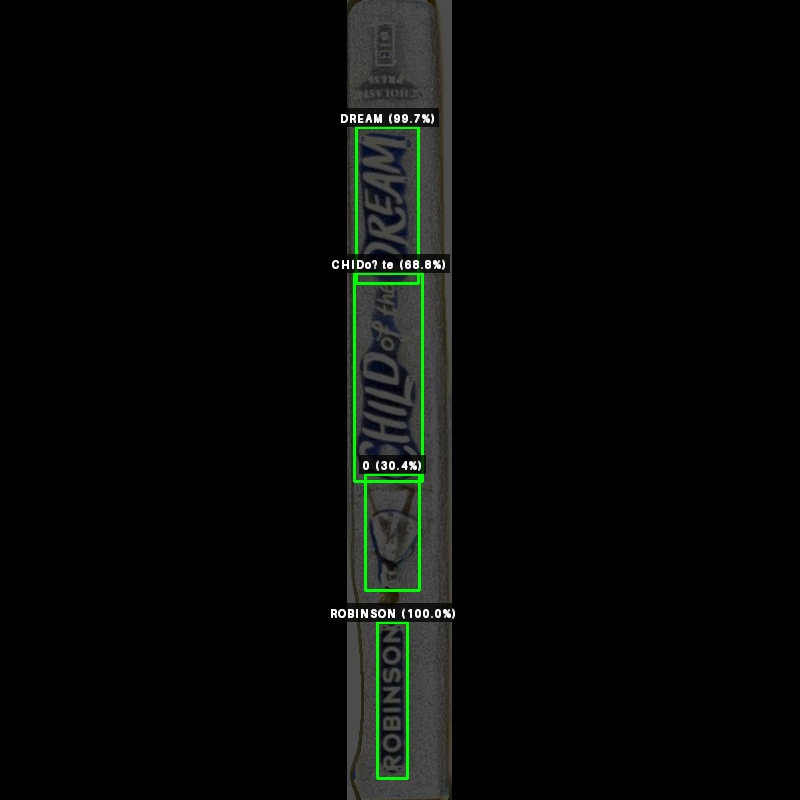 ROBINSON
CHILD of the DREAM
SCHOLASTIC
PRESS
DREAM (99.7%)
CHIDo? te (68.8%)
0 (30.4%)
ROBINSON (100.0%)